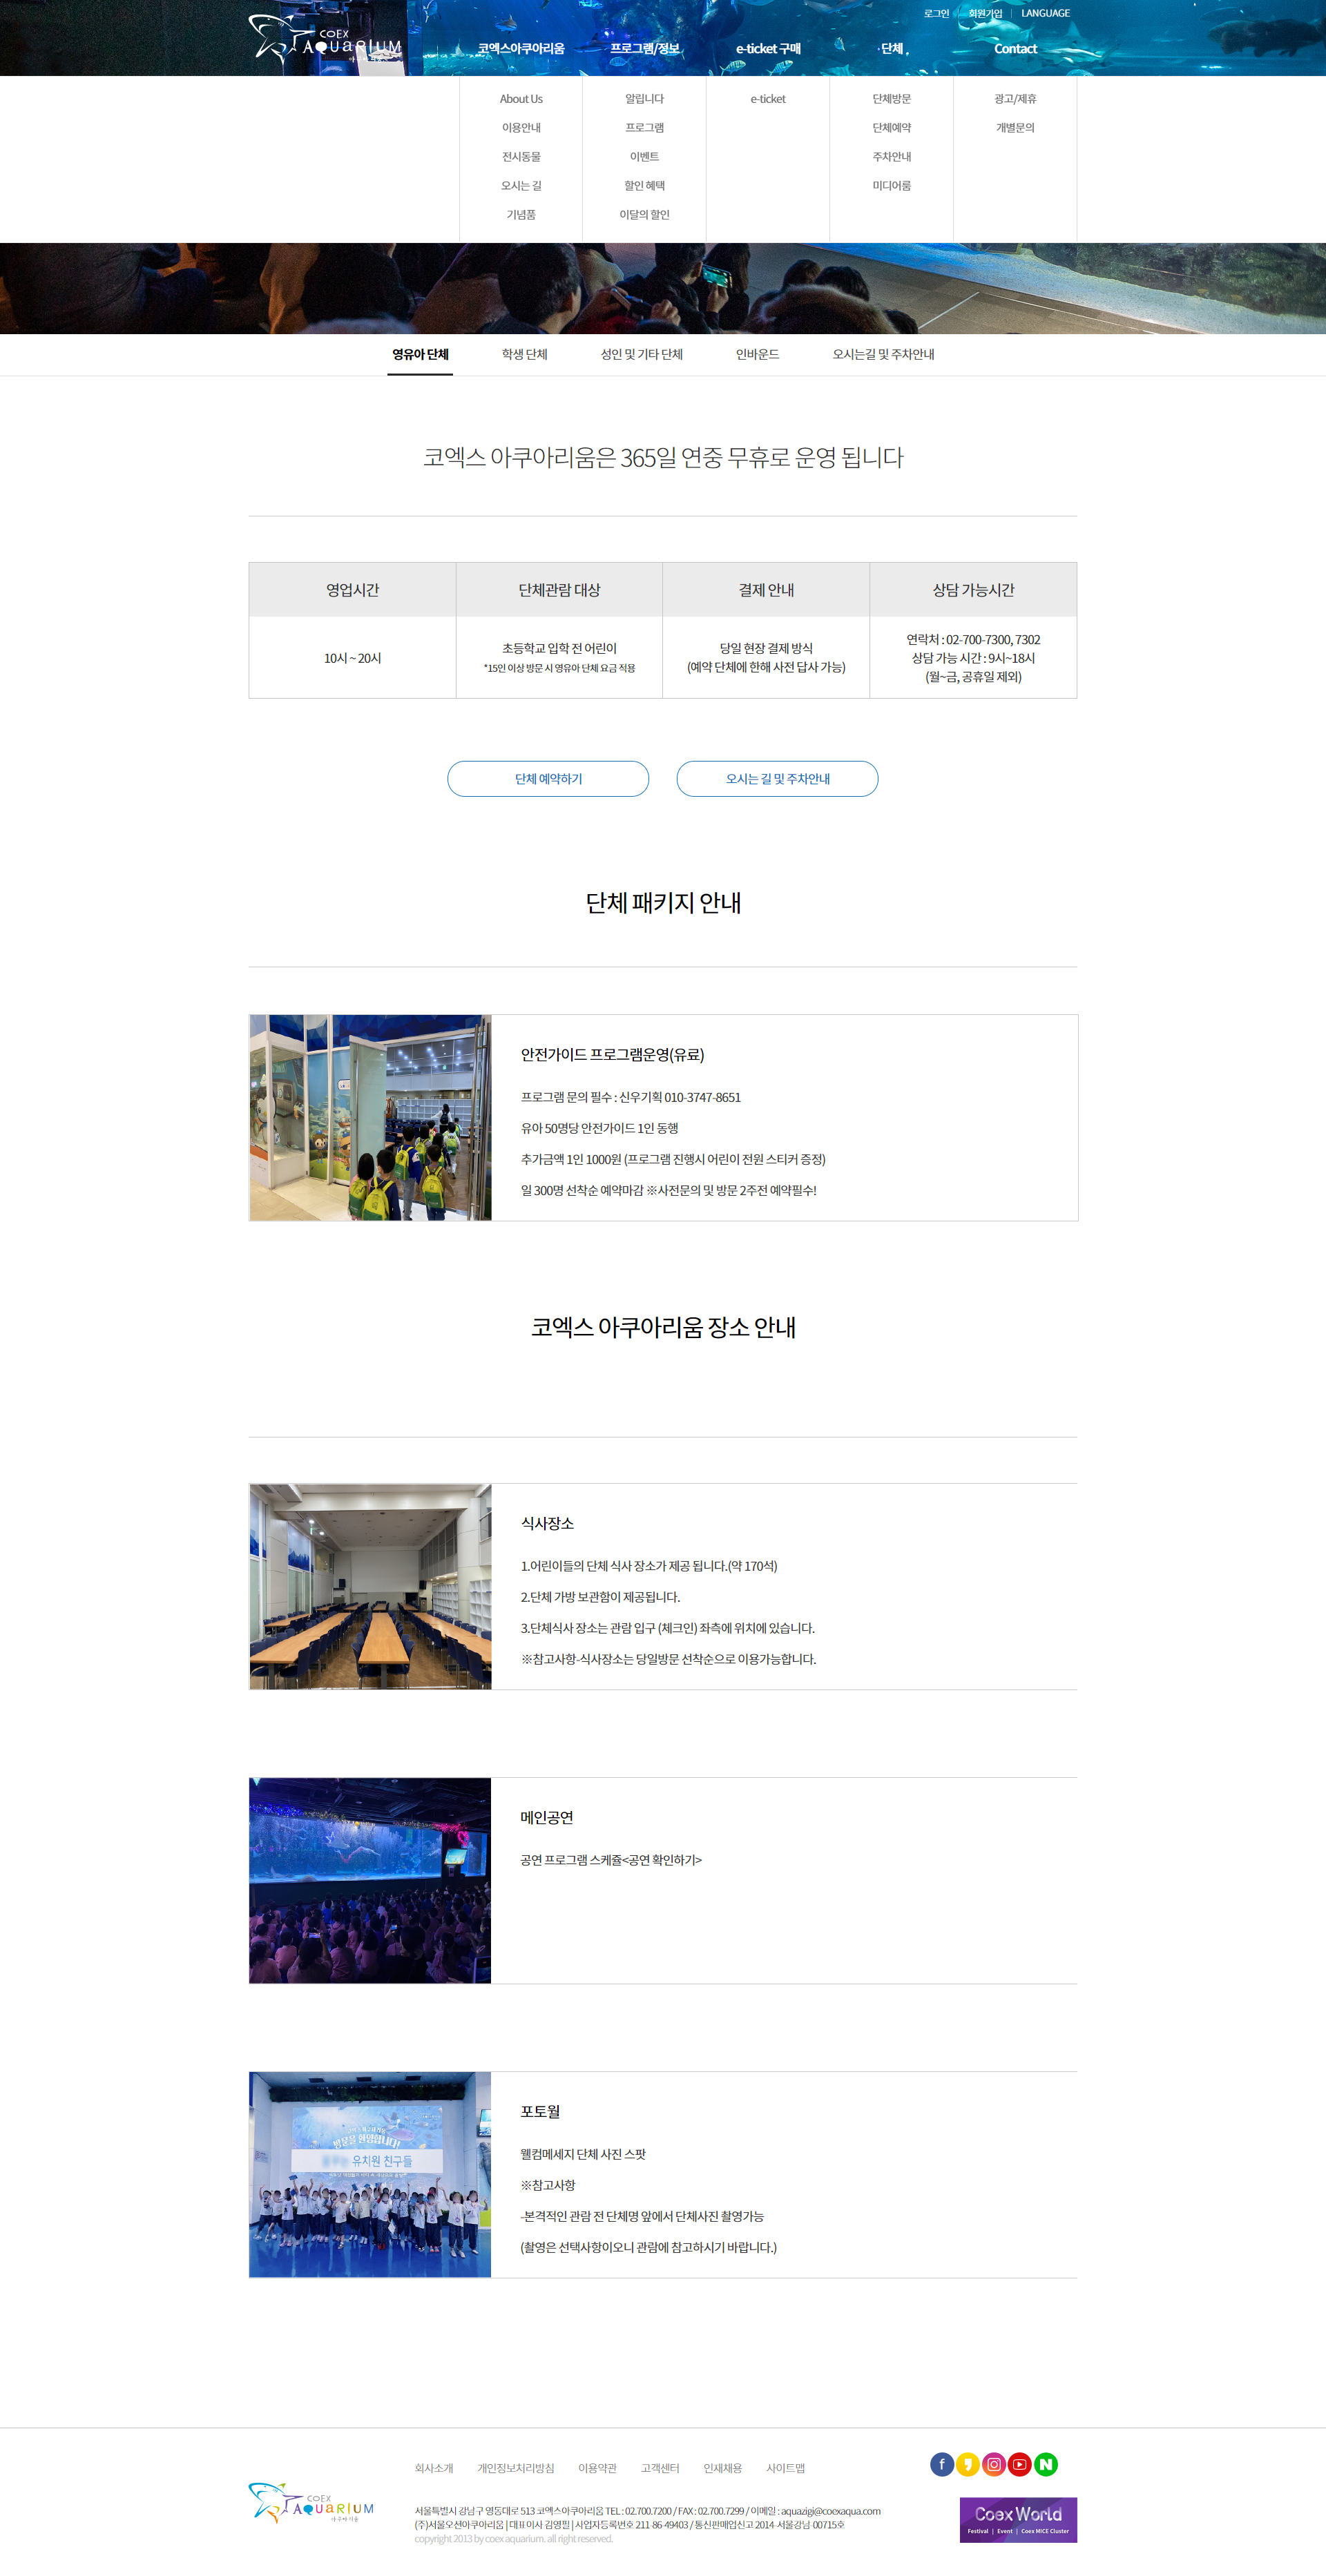 COEX
AQUARIUM
아쿠아리움
로그인
회원가입
LANGUAGE
코엑스아쿠아리움
프로그램/정보
e-ticket 구매
단체
Contact
About Us
이용안내
전시동물
오시는 길
기념품
알립니다
프로그램
이벤트
할인 혜택
이달의 할인
e-ticket
단체방문
단체예약
주차안내
미디어룸
광고/제휴
개별문의
영유아 단체
학생 단체
성인 및 기타 단체
인바운드
오시는길 및 주차안내
코엑스 아쿠아리움은 365일 연중 무휴로 운영 됩니다
영업시간
단체관람 대상
결제 안내
상담 가능시간
10시 ~ 20시
초등학교 입학 전 어린이
*15인 이상 방문 시 영유아 단체 요금 적용
당일 현장 결제 방식
(예약 단체에 한해 사전 답사 가능)
연락처 : 02-700-7300, 7302
상담 가능 시간 : 9시~18시
(월~금, 공휴일 제외)
단체 예약하기
오시는 길 및 주차안내
단체 패키지 안내
안전가이드 프로그램운영(유료)
프로그램 문의 필수 : 신우기획 010-3747-8651
유아 50명당 안전가이드 1인 동행
추가금액 1인 1000원 (프로그램 진행시 어린이 전원 스티커 증정)
일 300명 선착순 예약마감 ※사전문의 및 방문 2주전 예약필수!
코엑스 아쿠아리움 장소 안내
식사장소
1.어린이들의 단체 식사 장소가 제공 됩니다.(약 170석)
2.단체 가방 보관함이 제공됩니다.
3.단체식사 장소는 관람 입구 (체크인) 좌측에 위치에 있습니다.
※참고사항-식사장소는 당일방문 선착순으로 이용가능합니다.
메인공연
공연 프로그램 스케쥴<공연 확인하기>
방문을 환영합니다!
유치원 친구들
포토월
웰컴메세지 단체 사진 스팟
※참고사항
-본격적인 관람 전 단체명 앞에서 단체사진 촬영가능
(촬영은 선택사항이오니 관람에 참고하시기 바랍니다.)
회사소개
개인정보처리방침
이용약관
고객센터
인재채용
사이트맵
COEX
AQUARIUM
아쿠아리움
서울특별시 강남구 영동대로 513 코엑스아쿠아리움 TEL : 02.700.7200 / FAX : 02.700.7299 / 이메일 : aquazigi@coexaqua.com
(주)서울오션아쿠아리움 | 대표이사 김영필 | 사업자등록번호 211-86-49403 / 통신판매업신고 2014-서울강남-00715호
copyright 2013 by coex aquarium. all right reserved.
Coex World
Festival | Event | Coex MICE Cluster